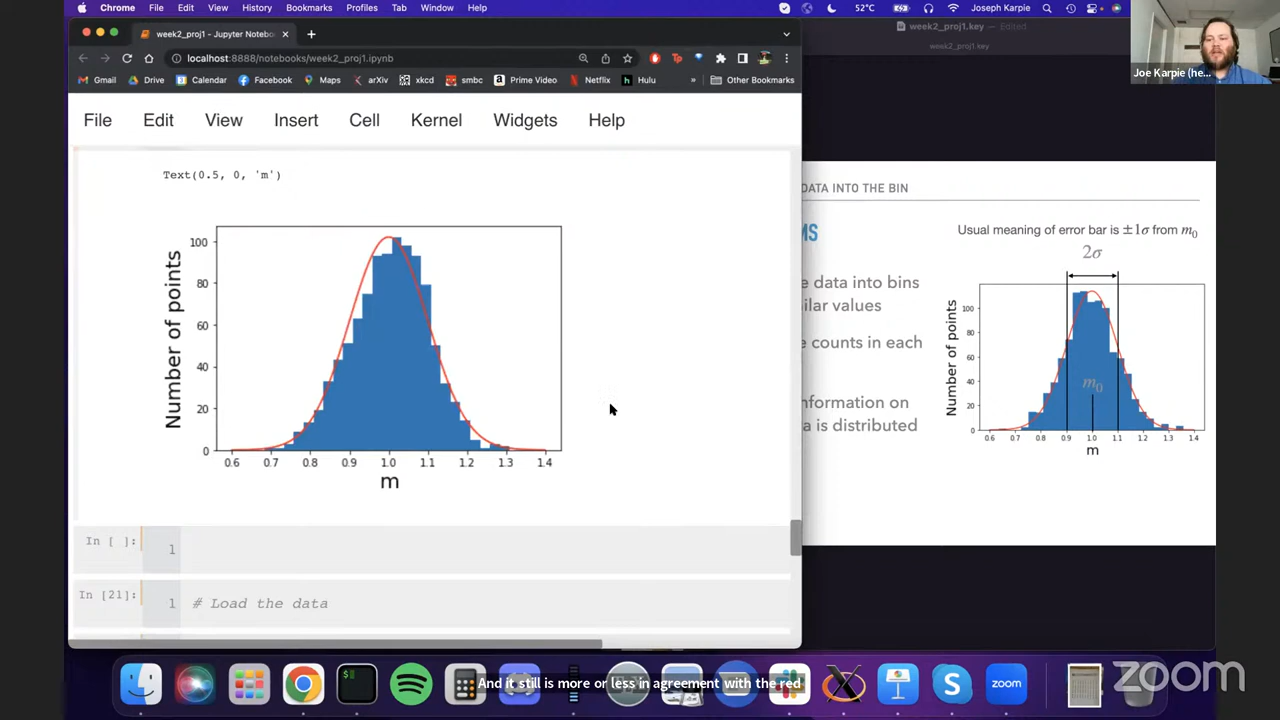 Chrome File Edit View History Bookmarks Profiles Tab Window Help 52°C Joseph Karpie
week2_proj1 - Jupyter Notebo
week2_proj1.key — Edited
week2_proj1.key
localhost:8888/notebooks/week2_proj1.ipynb
Gmail Drive Calendar Facebook Maps arXiv xkcd smbc Prime Video Netflix Hulu » Other Bookmarks
Joe Karpie (he...
File Edit View Insert Cell Kernel Widgets Help
Text(0.5, 0, 'm')
Number of points
100
80
60
40
20
0
0.6 0.7 0.8 0.9 1.0 1.1 1.2 1.3 1.4
m
In [ ]: 1
In [21]: 1 # Load the data
DATA INTO THE BIN
MS
e data into bins
ilar values
e counts in each
nformation on
a is distributed
Usual meaning of error bar is ±1σ from m₀
2σ
Number of points
100
80
60
40
20
0
m₀
0.6 0.7 0.8 0.9 1.0 1.1 1.2 1.3 1.4
m
And it still is more or less in agreement with the red
zoom
zoom